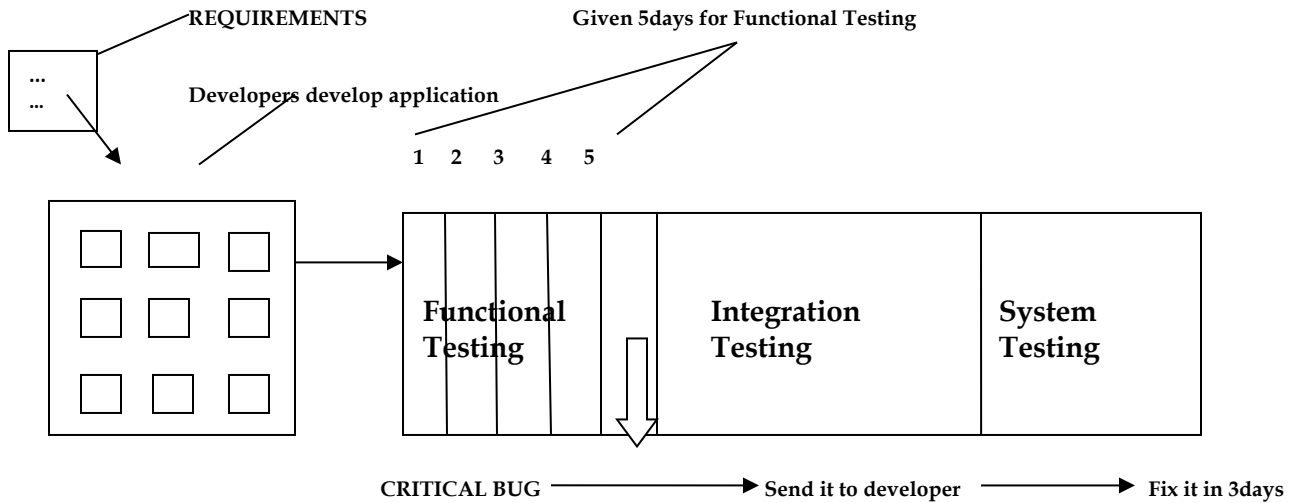 REQUIREMENTS
Given 5days for Functional Testing
...
...
Developers develop application
1 2 3 4 5
Functional
Testing
Integration
Testing
System
Testing
CRITICAL BUG
Send it to developer
Fix it in 3days